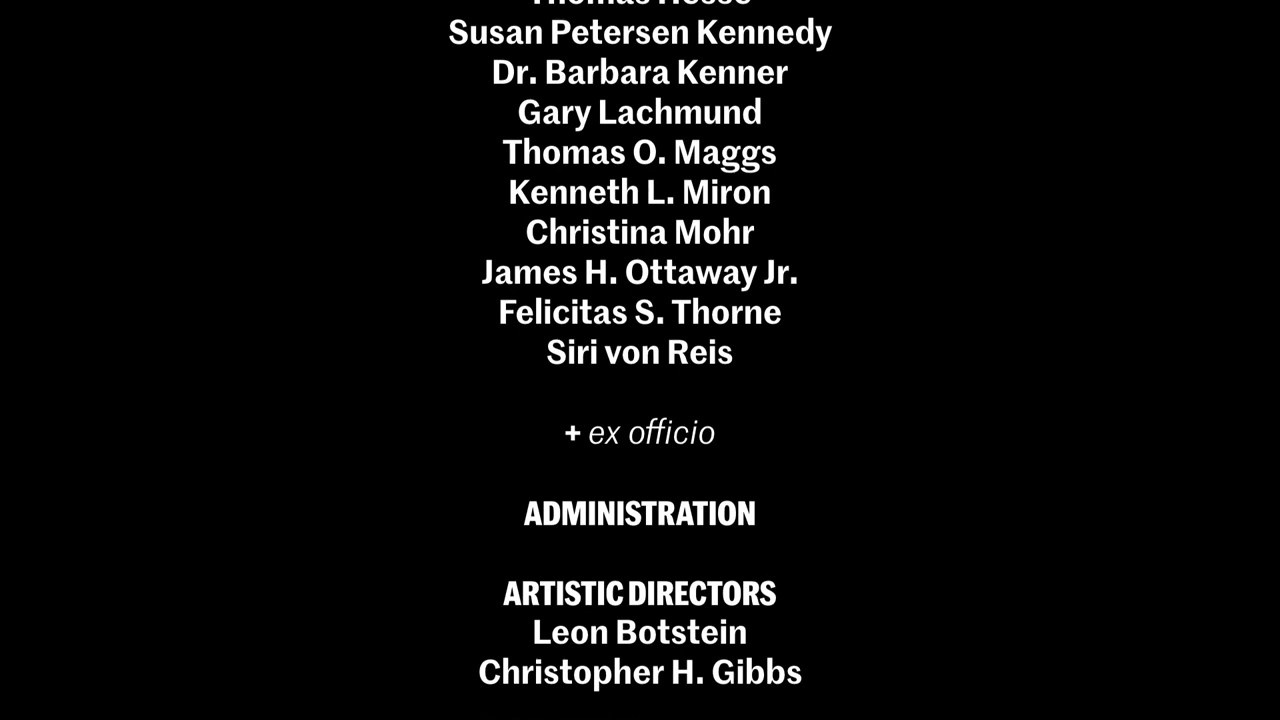 Thomas Hesse
Susan Petersen Kennedy
Dr. Barbara Kenner
Gary Lachmund
Thomas O. Maggs
Kenneth L. Miron
Christina Mohr
James H. Ottaway Jr.
Felicitas S. Thorne
Siri von Reis
+ ex officio
ADMINISTRATION
ARTISTIC DIRECTORS
Leon Botstein
Christopher H. Gibbs